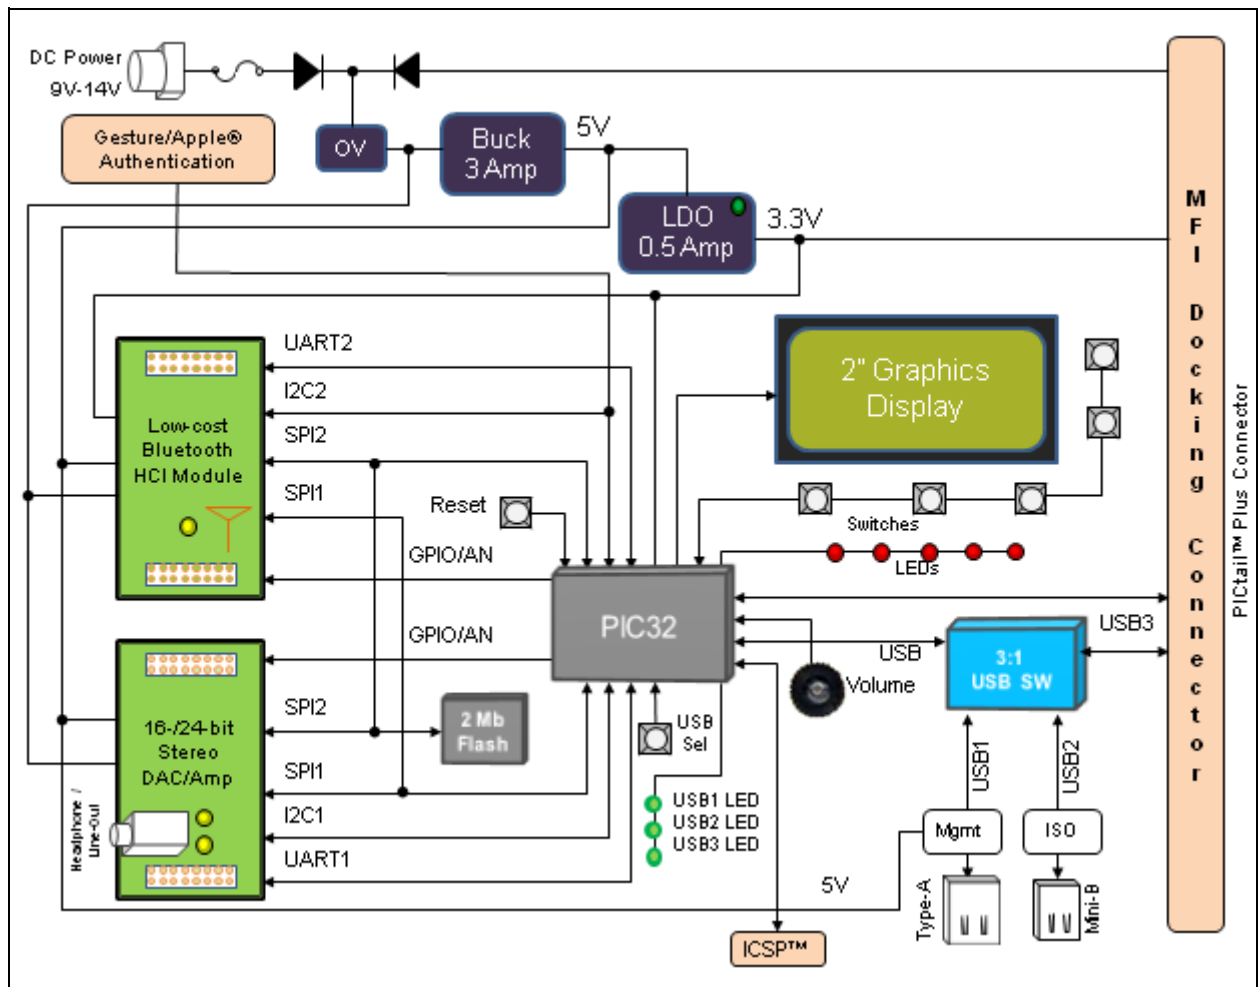 DC Power
9V-14V
Gesture/Apple®
Authentication
OV
Buck
3 Amp
5V
LDO
0.5 Amp
3.3V
UART2
I2C2
SPI2
SPI1
GPIO/AN
Low-cost
Bluetooth
HCI Module
2" Graphics
Display
Reset
Switches
LEDs
PIC32
GPIO/AN
SPI2
SPI1
I2C1
UART1
16-/24-bit
Stereo
DAC/Amp
Headphone /
Line-Out
2 Mb
Flash
USB
Sel
USB1 LED
USB2 LED
USB3 LED
Volume
USB
3:1
USB SW
USB3
USB1
USB2
Mgmt
ISO
5V
Type-A
Mini-B
ICSP™
MFI Docking Connector
PICtail™ Plus Connector